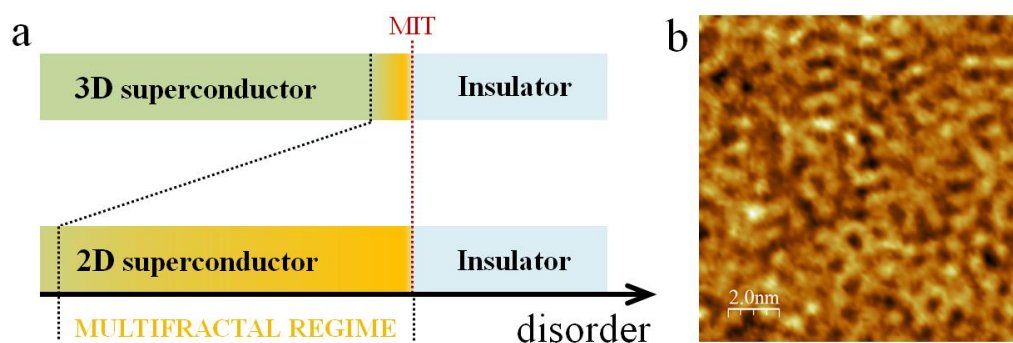 a
MIT
b
3D superconductor
Insulator
2D superconductor
Insulator
2.0nm
MULTIFRACTAL REGIME
disorder